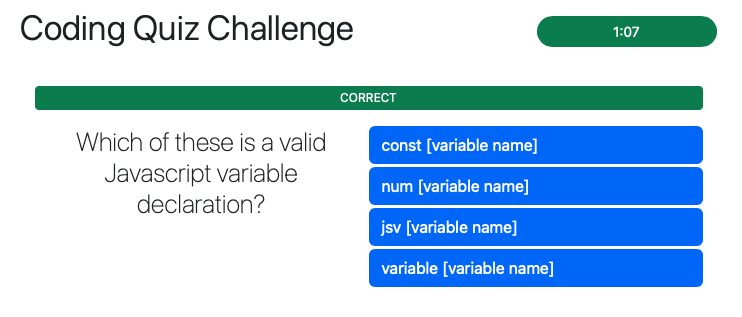 Coding Quiz Challenge
1:07
CORRECT
Which of these is a valid
Javascript variable
declaration?
const [variable name]
num [variable name]
jsv [variable name]
variable [variable name]